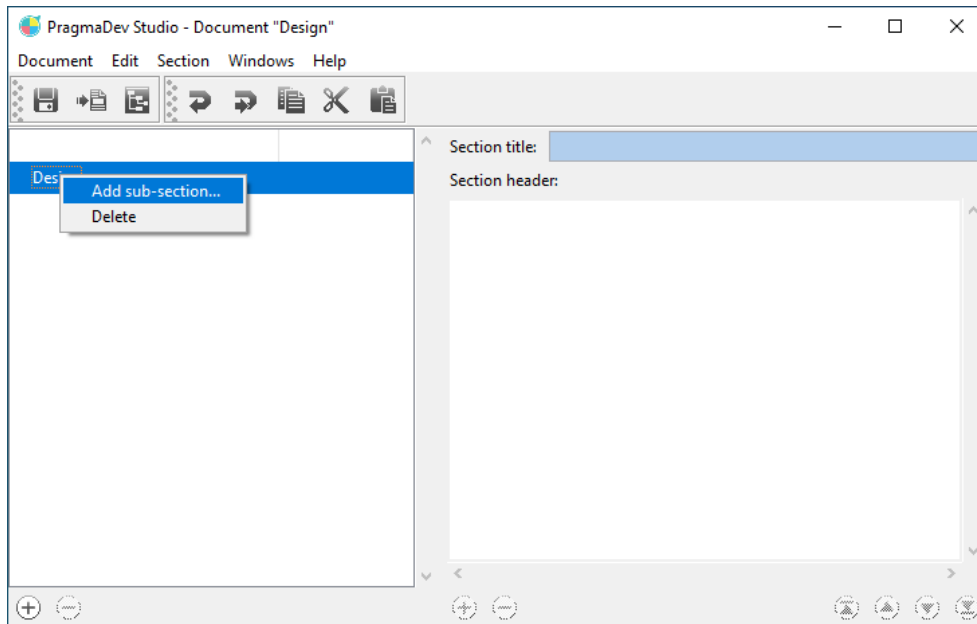 PragmaDev Studio - Document "Design"
Document Edit Section Windows Help
Section title:
Section header:
Add sub-section...
Delete